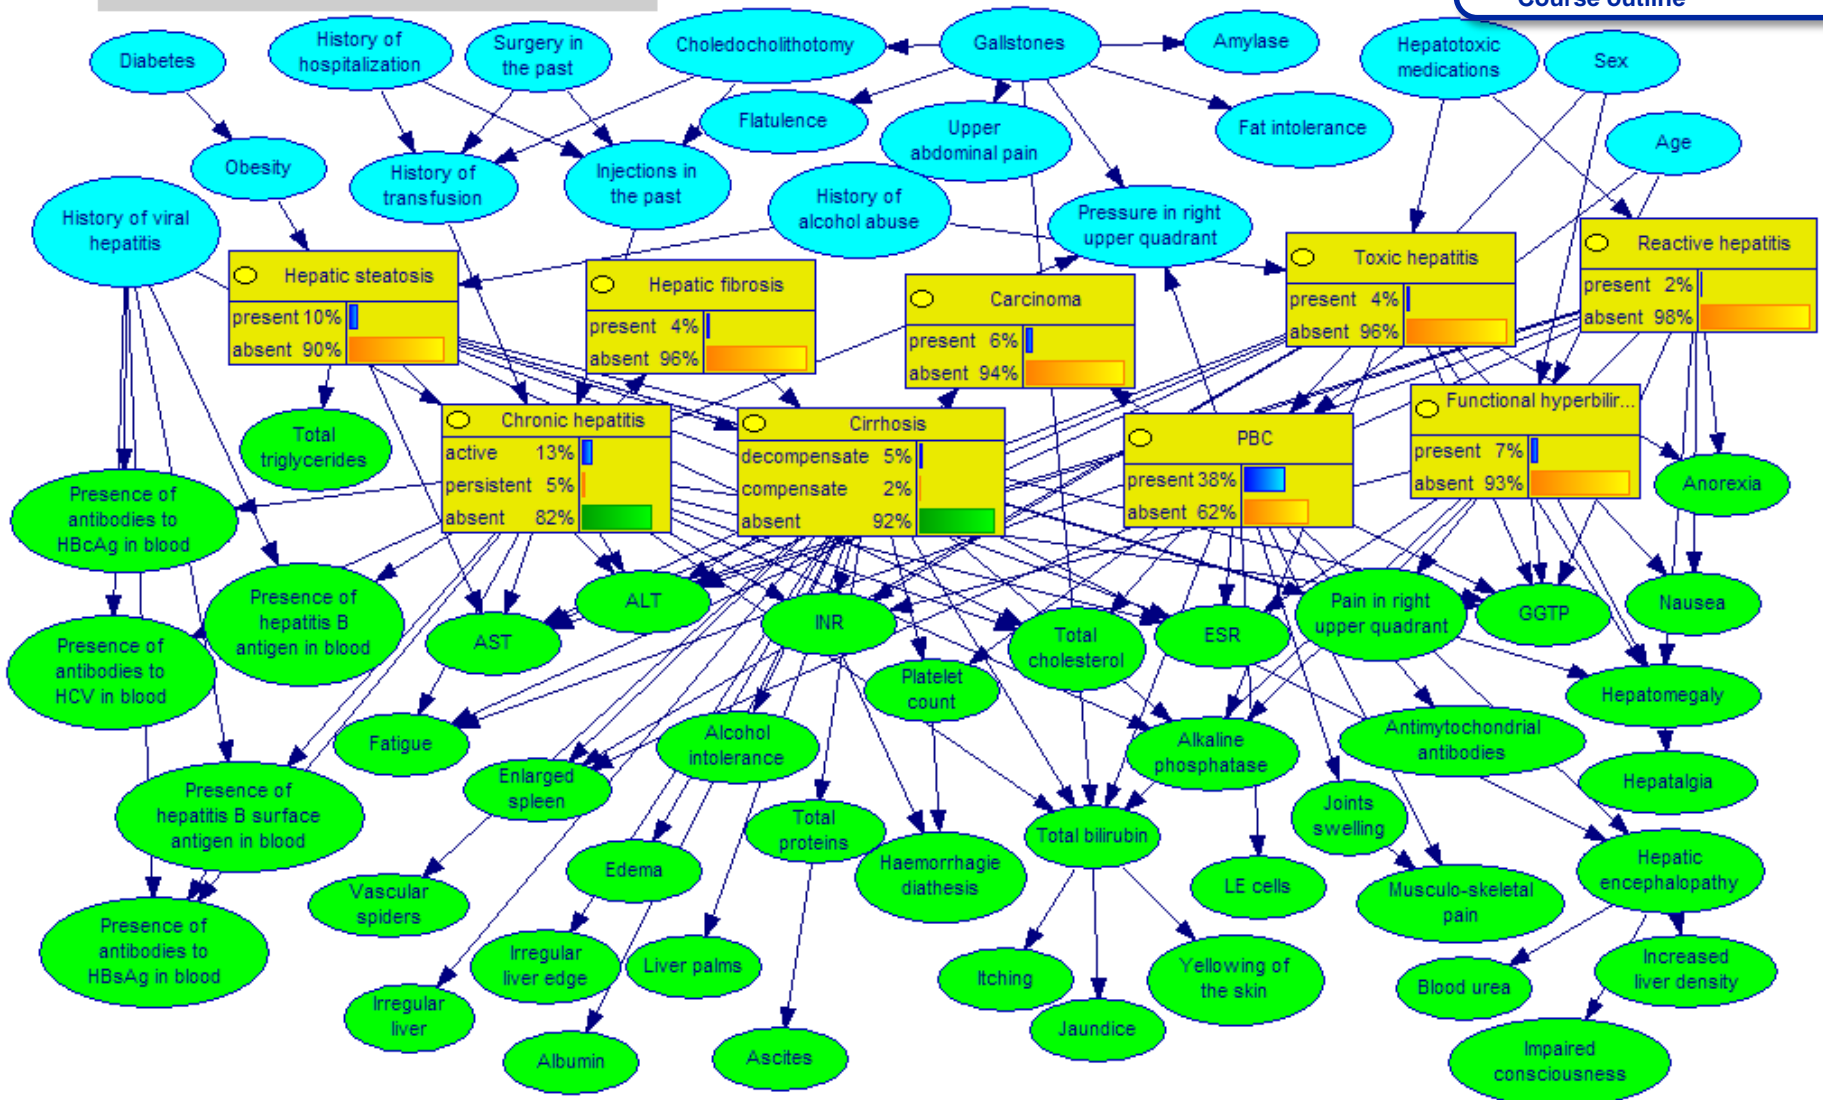 Course outline
Diabetes
History of
hospitalization
Surgery in
the past
Choledocholithotomy
Gallstones
Amylase
Hepatotoxic
medications
Sex
Flatulence
Upper
abdominal pain
Fat intolerance
Age
Obesity
History of
transfusion
Injections in
the past
History of
alcohol abuse
Pressure in right
upper quadrant
History of viral
hepatitis
Hepatic steatosis
present 10%
absent 90%
Hepatic fibrosis
present 4%
absent 96%
Carcinoma
present 6%
absent 94%
Toxic hepatitis
present 4%
absent 96%
Reactive hepatitis
present 2%
absent 98%
Total
triglycerides
Chronic hepatitis
active 13%
persistent 5%
absent 82%
Cirrhosis
decompensate 5%
compensate 2%
absent 92%
PBC
present 38%
absent 62%
Functional hyperbilir...
present 7%
absent 93%
Anorexia
Presence of
antibodies to
HBcAg in blood
Presence of
hepatitis B
antigen in blood
ALT
AST
INR
Total
cholesterol
ESR
Pain in right
upper quadrant
GGTP
Nausea
Presence of
antibodies to
HCV in blood
Platelet
count
Hepatomegaly
Fatigue
Enlarged
spleen
Alcohol
intolerance
Alkaline
phosphatase
Antimytochondrial
antibodies
Hepatalgia
Presence of
hepatitis B surface
antigen in blood
Total
proteins
Haemorrhagie
diathesis
Total bilirubin
Joints
swelling
Hepatic
encephalopathy
Edema
LE cells
Musculo-skeletal
pain
Vascular
spiders
Presence of
antibodies to
HBsAg in blood
Irregular
liver edge
Liver palms
Itching
Yellowing of
the skin
Blood urea
Increased
liver density
Irregular
liver
Jaundice
Albumin
Ascites
Impaired
consciousness